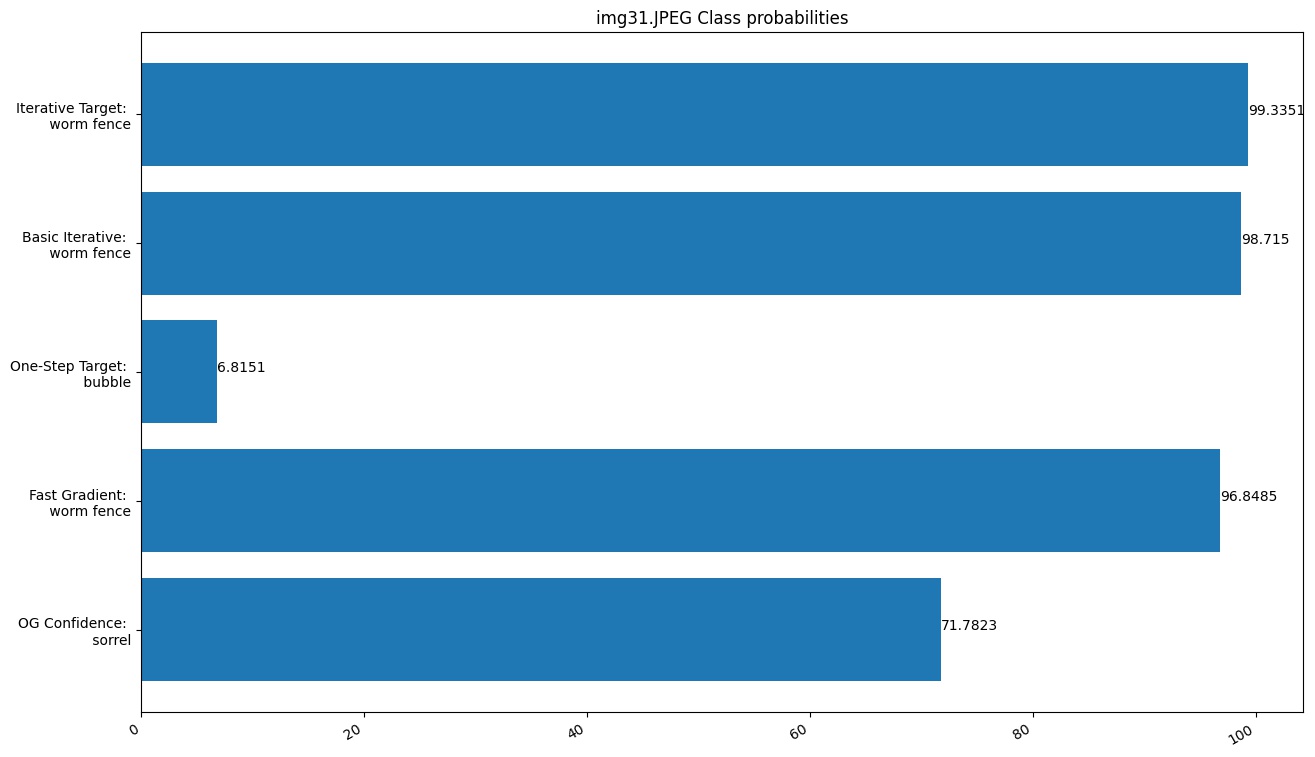 img31.JPEG Class probabilities
Iterative Target:
worm fence
99.3351
Basic Iterative:
worm fence
98.715
One-Step Target:
bubble
6.8151
Fast Gradient:
worm fence
96.8485
OG Confidence:
sorrel
71.7823
0 20 40 60 80 100